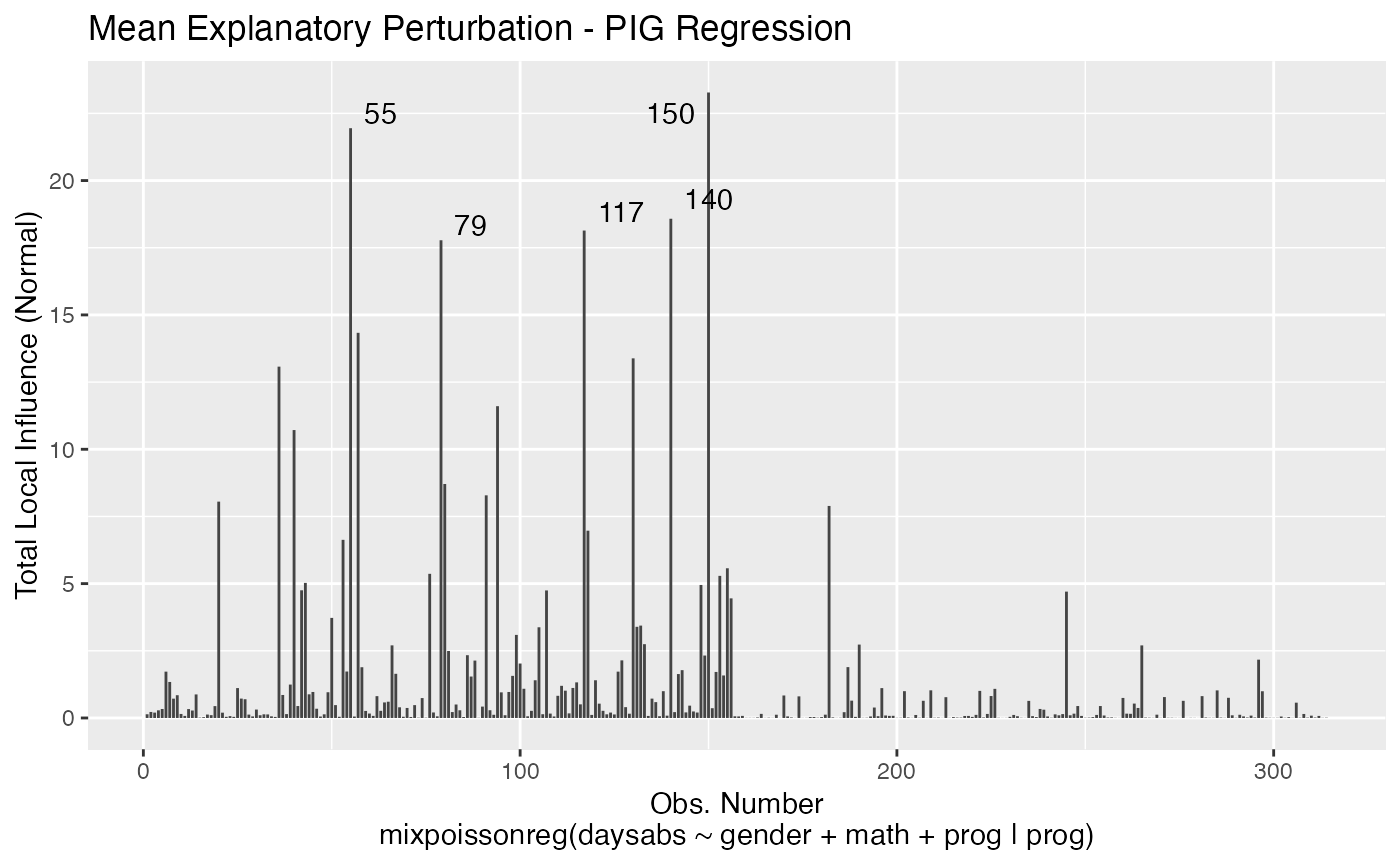 Mean Explanatory Perturbation - PIG Regression
Total Local Influence (Normal)
20
15
10
5
0
55
150
140
117
79
0 100 200 300
Obs. Number
mixpoissonreg(daysabs ~ gender + math + prog | prog)